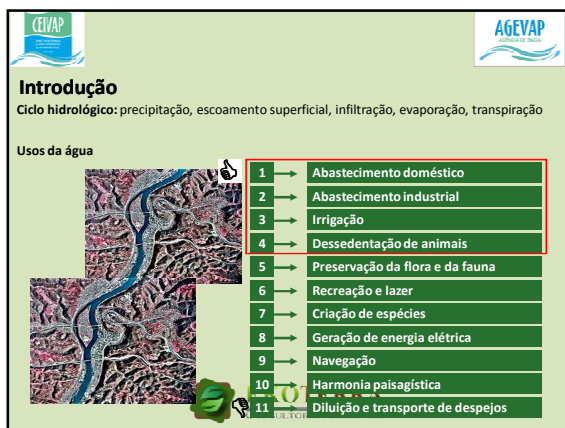 CEIVAP
AGEVAP
AGÊNCIA DE BACIA
Introdução
Ciclo hidrológico: precipitação, escoamento superficial, infiltração, evaporação, transpiração
Usos da água
1 → Abastecimento doméstico
2 → Abastecimento industrial
3 → Irrigação
4 → Dessedentação de animais
5 → Preservação da flora e da fauna
6 → Recreação e lazer
7 → Criação de espécies
8 → Geração de energia elétrica
9 → Navegação
10 → Harmonia paisagística
11 → Diluição e transporte de despejos